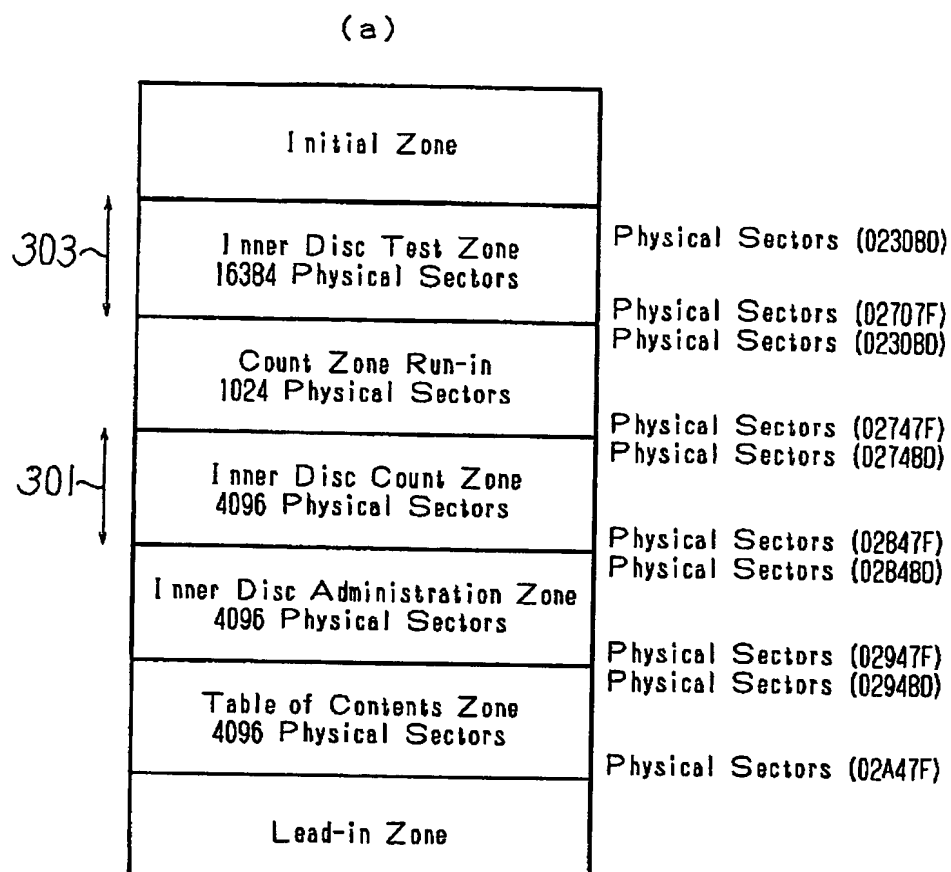 (a)
Initial Zone
303
Inner Disc Test Zone
16384 Physical Sectors
Physical Sectors (023080)
Physical Sectors (02707F)
Physical Sectors (023080)
Count Zone Run-in
1024 Physical Sectors
Physical Sectors (02747F)
Physical Sectors (027480)
301
Inner Disc Count Zone
4096 Physical Sectors
Physical Sectors (02847F)
Physical Sectors (028480)
Inner Disc Administration Zone
4096 Physical Sectors
Physical Sectors (02947F)
Physical Sectors (029480)
Table of Contents Zone
4096 Physical Sectors
Physical Sectors (02A47F)
Lead-in Zone